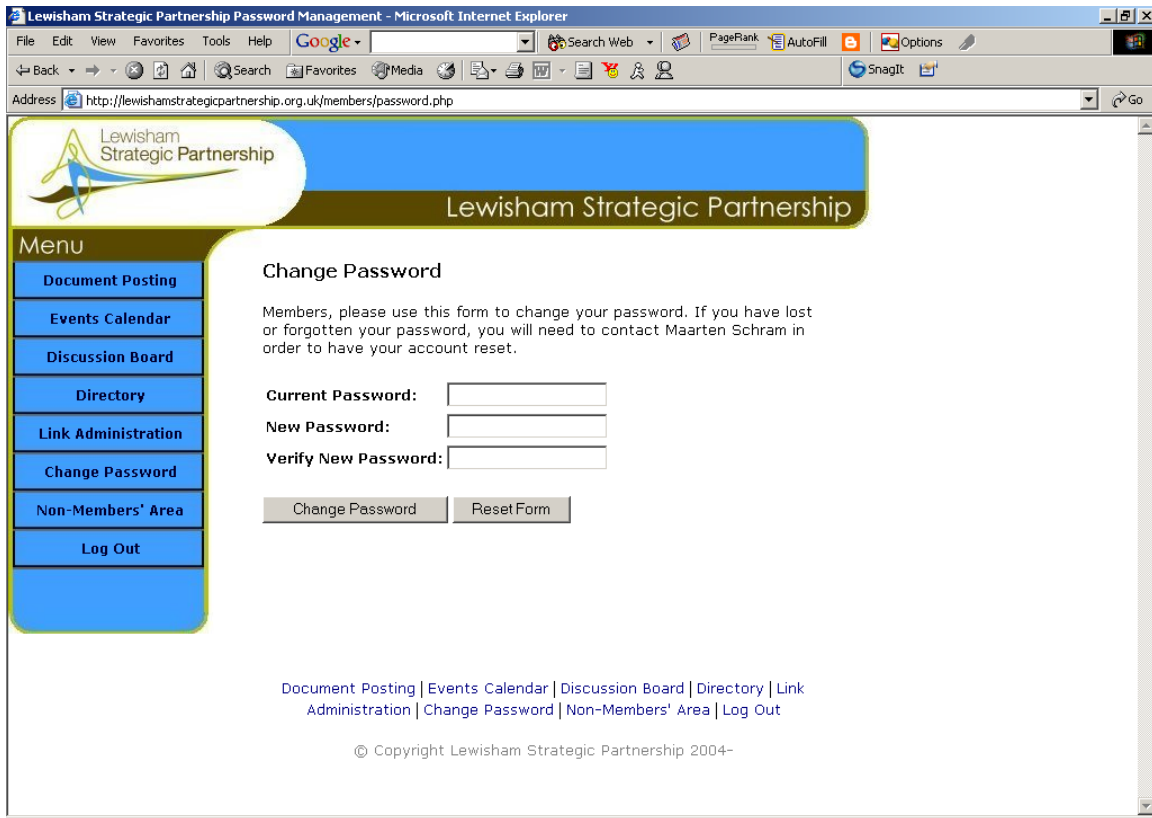 Lewisham Strategic Partnership Password Management - Microsoft Internet Explorer
File Edit View Favorites Tools Help Google Search Web PageRank AutoFill Options
Back Search Favorites Media SnagIt
Address http://lewishamstrategicpartnership.org.uk/members/password.php Go
Lewisham
Strategic Partnership
Lewisham Strategic Partnership
Menu
Document Posting
Events Calendar
Discussion Board
Directory
Link Administration
Change Password
Non-Members' Area
Log Out
Change Password
Members, please use this form to change your password. If you have lost
or forgotten your password, you will need to contact Maarten Schram in
order to have your account reset.
Current Password:
New Password:
Verify New Password:
Change Password Reset Form
Document Posting | Events Calendar | Discussion Board | Directory | Link
Administration | Change Password | Non-Members' Area | Log Out
© Copyright Lewisham Strategic Partnership 2004-